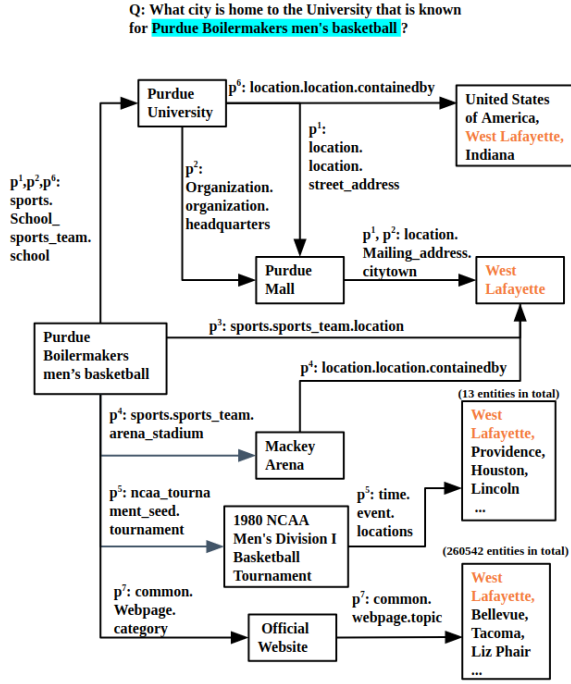 Q: What city is home to the University that is known
for Purdue Boilermakers men's basketball ?
p⁶: location.location.containedby
Purdue
University
United States
of America,
West Lafayette,
Indiana
p¹:
location.
location.
street_address
p²:
Organization.
organization.
headquarters
p¹,p²,p⁶:
sports.
School_
sports_team.
school
p¹, p²: location.
Mailing_address.
citytown
Purdue
Mall
West
Lafayette
p³: sports.sports_team.location
Purdue
Boilermakers
men’s basketball
p⁴: location.location.containedby
(13 entities in total)
p⁴: sports.sports_team.
arena_stadium
Mackey
Arena
West
Lafayette,
Providence,
Houston,
Lincoln
...
p⁵: ncaa_tourna
ment_seed.
tournament
p⁵: time.
event.
locations
1980 NCAA
Men's Division I
Basketball
Tournament
(260542 entities in total)
p⁷: common.
Webpage.
category
p⁷: common.
webpage.topic
Official
Website
West
Lafayette,
Bellevue,
Tacoma,
Liz Phair
...